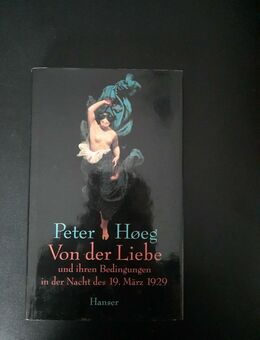 Peter Høeg
Von der Liebe
und ihren Bedingungen
in der Nacht des 19. März 1929
Hanser